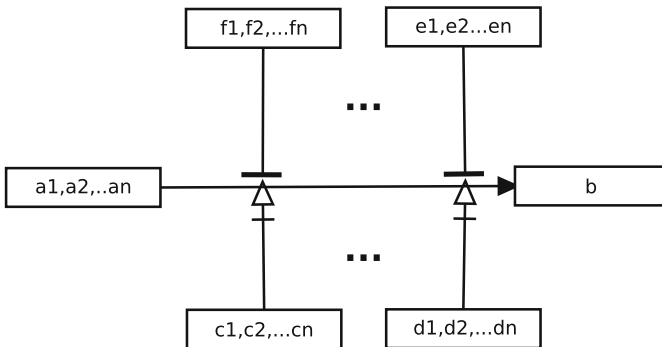 f1,f2,...fn
e1,e2...en
...
a1,a2,..an
b
...
c1,c2,...cn
d1,d2,...dn